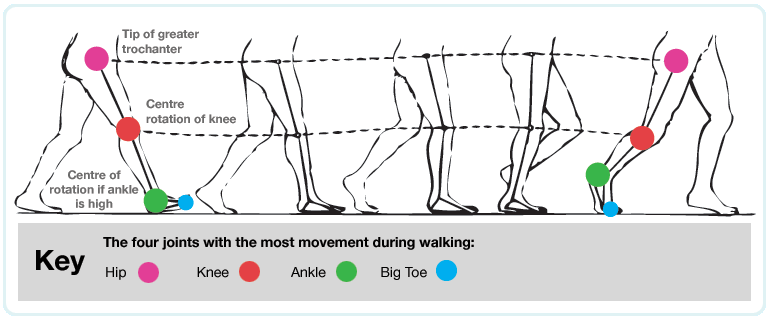 Tip of greater
trochanter
Centre
rotation of knee
Centre of
rotation if ankle
is high
Key
The four joints with the most movement during walking:
Hip
Knee
Ankle
Big Toe